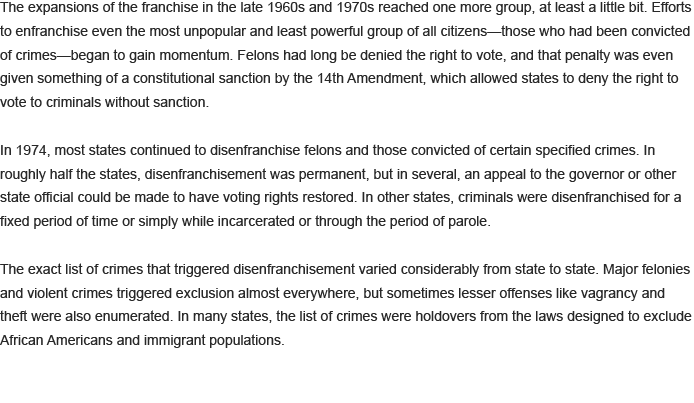 The expansions of the franchise in the late 1960s and 1970s reached one more group, at least a little bit. Efforts
to enfranchise even the most unpopular and least powerful group of all citizens—those who had been convicted
of crimes—began to gain momentum. Felons had long be denied the right to vote, and that penalty was even
given something of a constitutional sanction by the 14th Amendment, which allowed states to deny the right to
vote to criminals without sanction.
In 1974, most states continued to disenfranchise felons and those convicted of certain specified crimes. In
roughly half the states, disenfranchisement was permanent, but in several, an appeal to the governor or other
state official could be made to have voting rights restored. In other states, criminals were disenfranchised for a
fixed period of time or simply while incarcerated or through the period of parole.
The exact list of crimes that triggered disenfranchisement varied considerably from state to state. Major felonies
and violent crimes triggered exclusion almost everywhere, but sometimes lesser offenses like vagrancy and
theft were also enumerated. In many states, the list of crimes were holdovers from the laws designed to exclude
African Americans and immigrant populations.